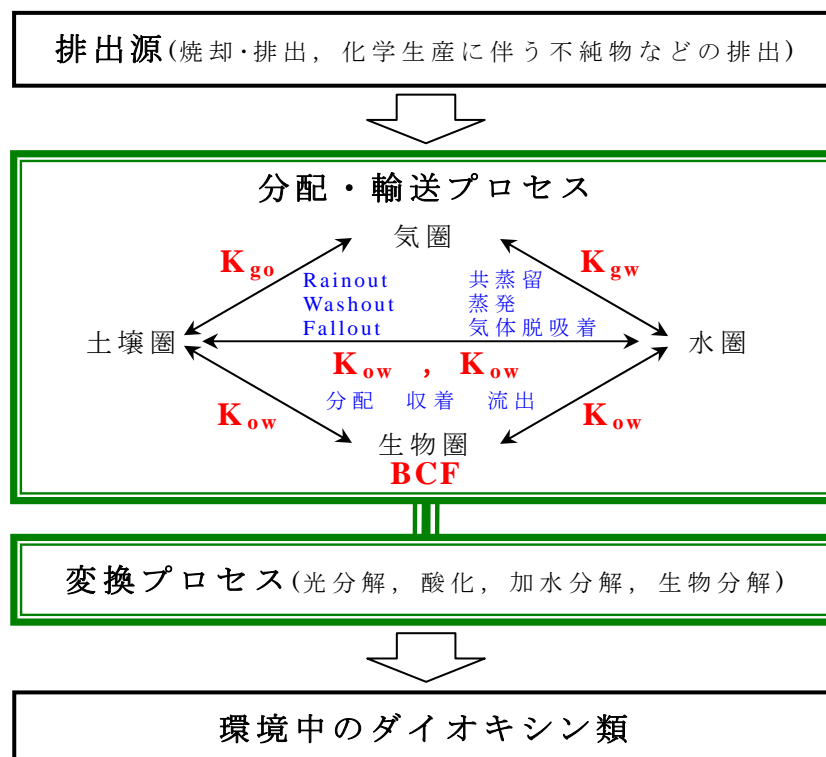 排出源(焼却･排出, 化学生産に伴う不純物などの排出)
分配・輸送プロセス
気圏
Kgo
Kgw
Rainout 共蒸留
Washout 蒸発
Fallout 気体脱吸着
土壌圏
水圏
Kow , Kow
分配 収着 流出
Kow
Kow
生物圏
BCF
変換プロセス(光分解, 酸化, 加水分解, 生物分解)
環境中のダイオキシン類